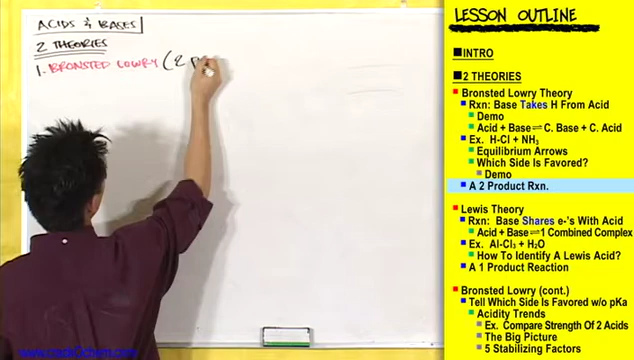 ACIDS & BASES
2 THEORIES
1. BRONSTED LOWRY (2 P
www.crack0chem.com
LESSON OUTLINE
INTRO
2 THEORIES
Bronsted Lowry Theory
Rxn: Base Takes H From Acid
Demo
Acid + Base ⇌ C. Base + C. Acid
Ex. H-Cl + NH₃
Equilibrium Arrows
Which Side Is Favored?
Demo
A 2 Product Rxn.
Lewis Theory
Rxn: Base Shares e-'s With Acid
Acid + Base ⇌ 1 Combined Complex
Ex. Al-Cl₃ + H₂O
How To Identify A Lewis Acid?
A 1 Product Reaction
Bronsted Lowry (cont.)
Tell Which Side Is Favored w/o pKa
Acidity Trends
Ex. Compare Strength Of 2 Acids
The Big Picture
5 Stabilizing Factors